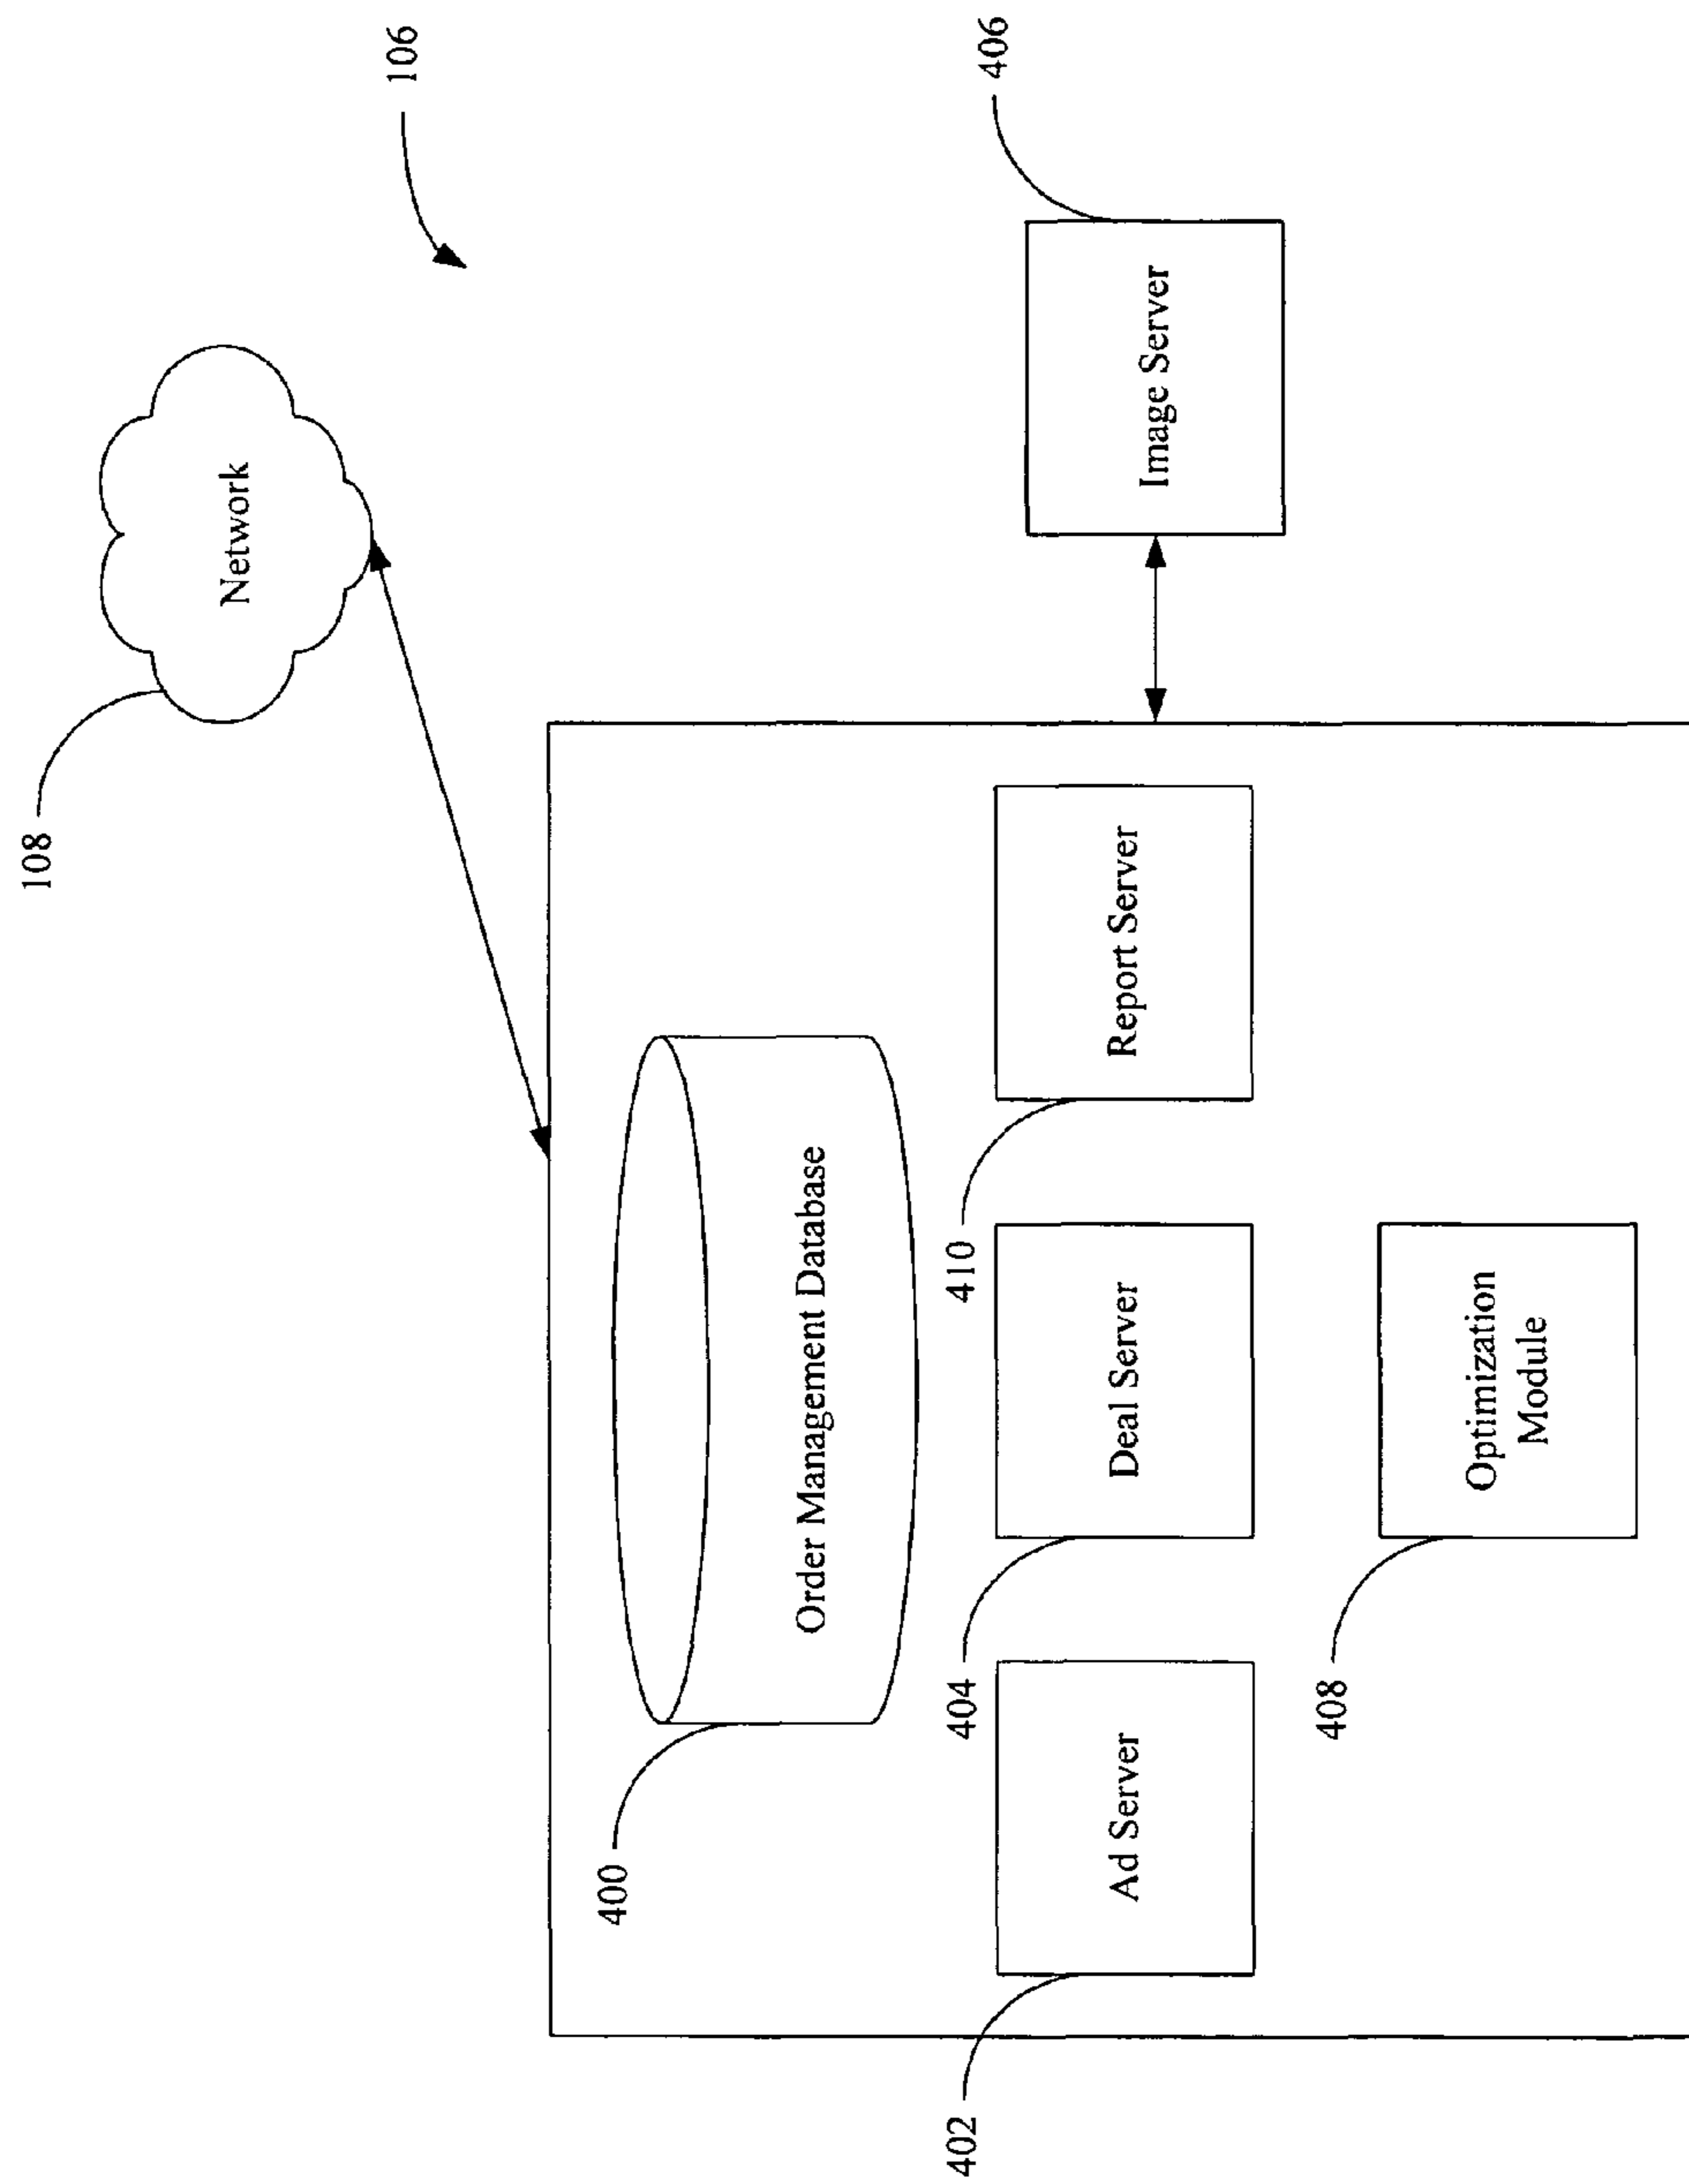 108
Network
106
400
Order Management Database
402
Ad Server
404
Deal Server
410
Report Server
406
Image Server
408
Optimization
Module